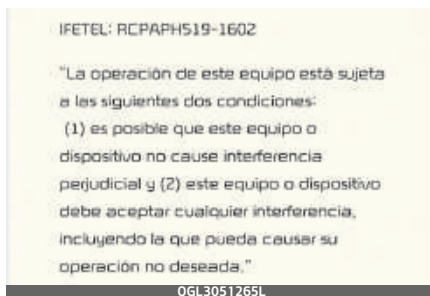 IFETEL: RCPAPH519-1602
"La operación de este equipo está sujeta
a las siguientes dos condiciones:
(1) es posible que este equipo o
dispositivo no cause interferencia
perjudicial y (2) este equipo o dispositivo
debe aceptar cualquier interferencia,
incluyendo la que pueda causar su
operación no deseada."
OGL3051265L